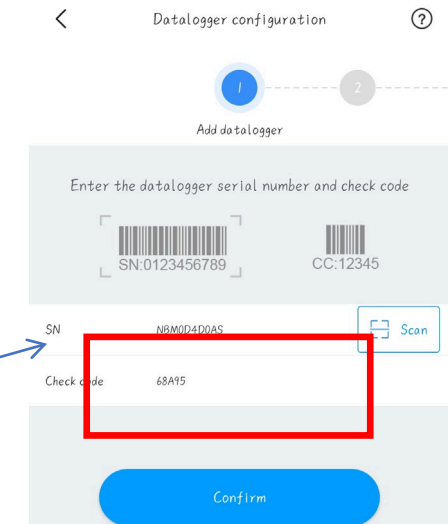 Datalogger configuration ?
1 2
Add datalogger
Enter the datalogger serial number and check code
SN:0123456789 CC:12345
SN NBM0D4D0AS Scan
Check code 68A95
Confirm